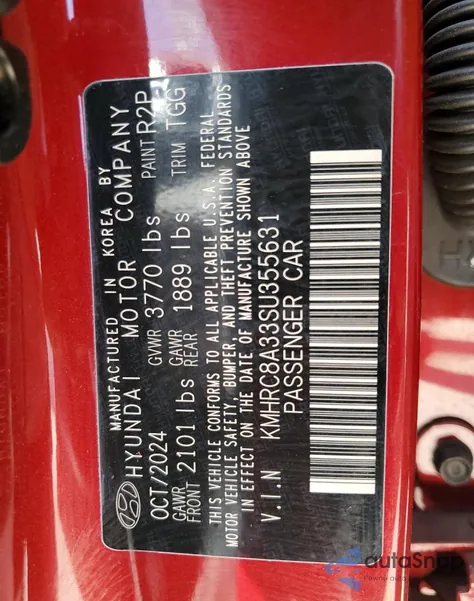 MANUFACTURED IN KOREA BY
HYUNDAI MOTOR COMPANY
OCT/2024 GVWR 3770 lbs PAINT R2P
GAWR FRONT 2101 lbs GAWR REAR 1889 lbs TRIM TGG
THIS VEHICLE CONFORMS TO ALL APPLICABLE U.S.A. FEDERAL
MOTOR VEHICLE SAFETY, BUMPER, AND THEFT PREVENTION STANDARDS
IN EFFECT ON THE DATE OF MANUFACTURE SHOWN ABOVE
V.I.N KMHRC8A33SU355631
PASSENGER CAR
autoSnap